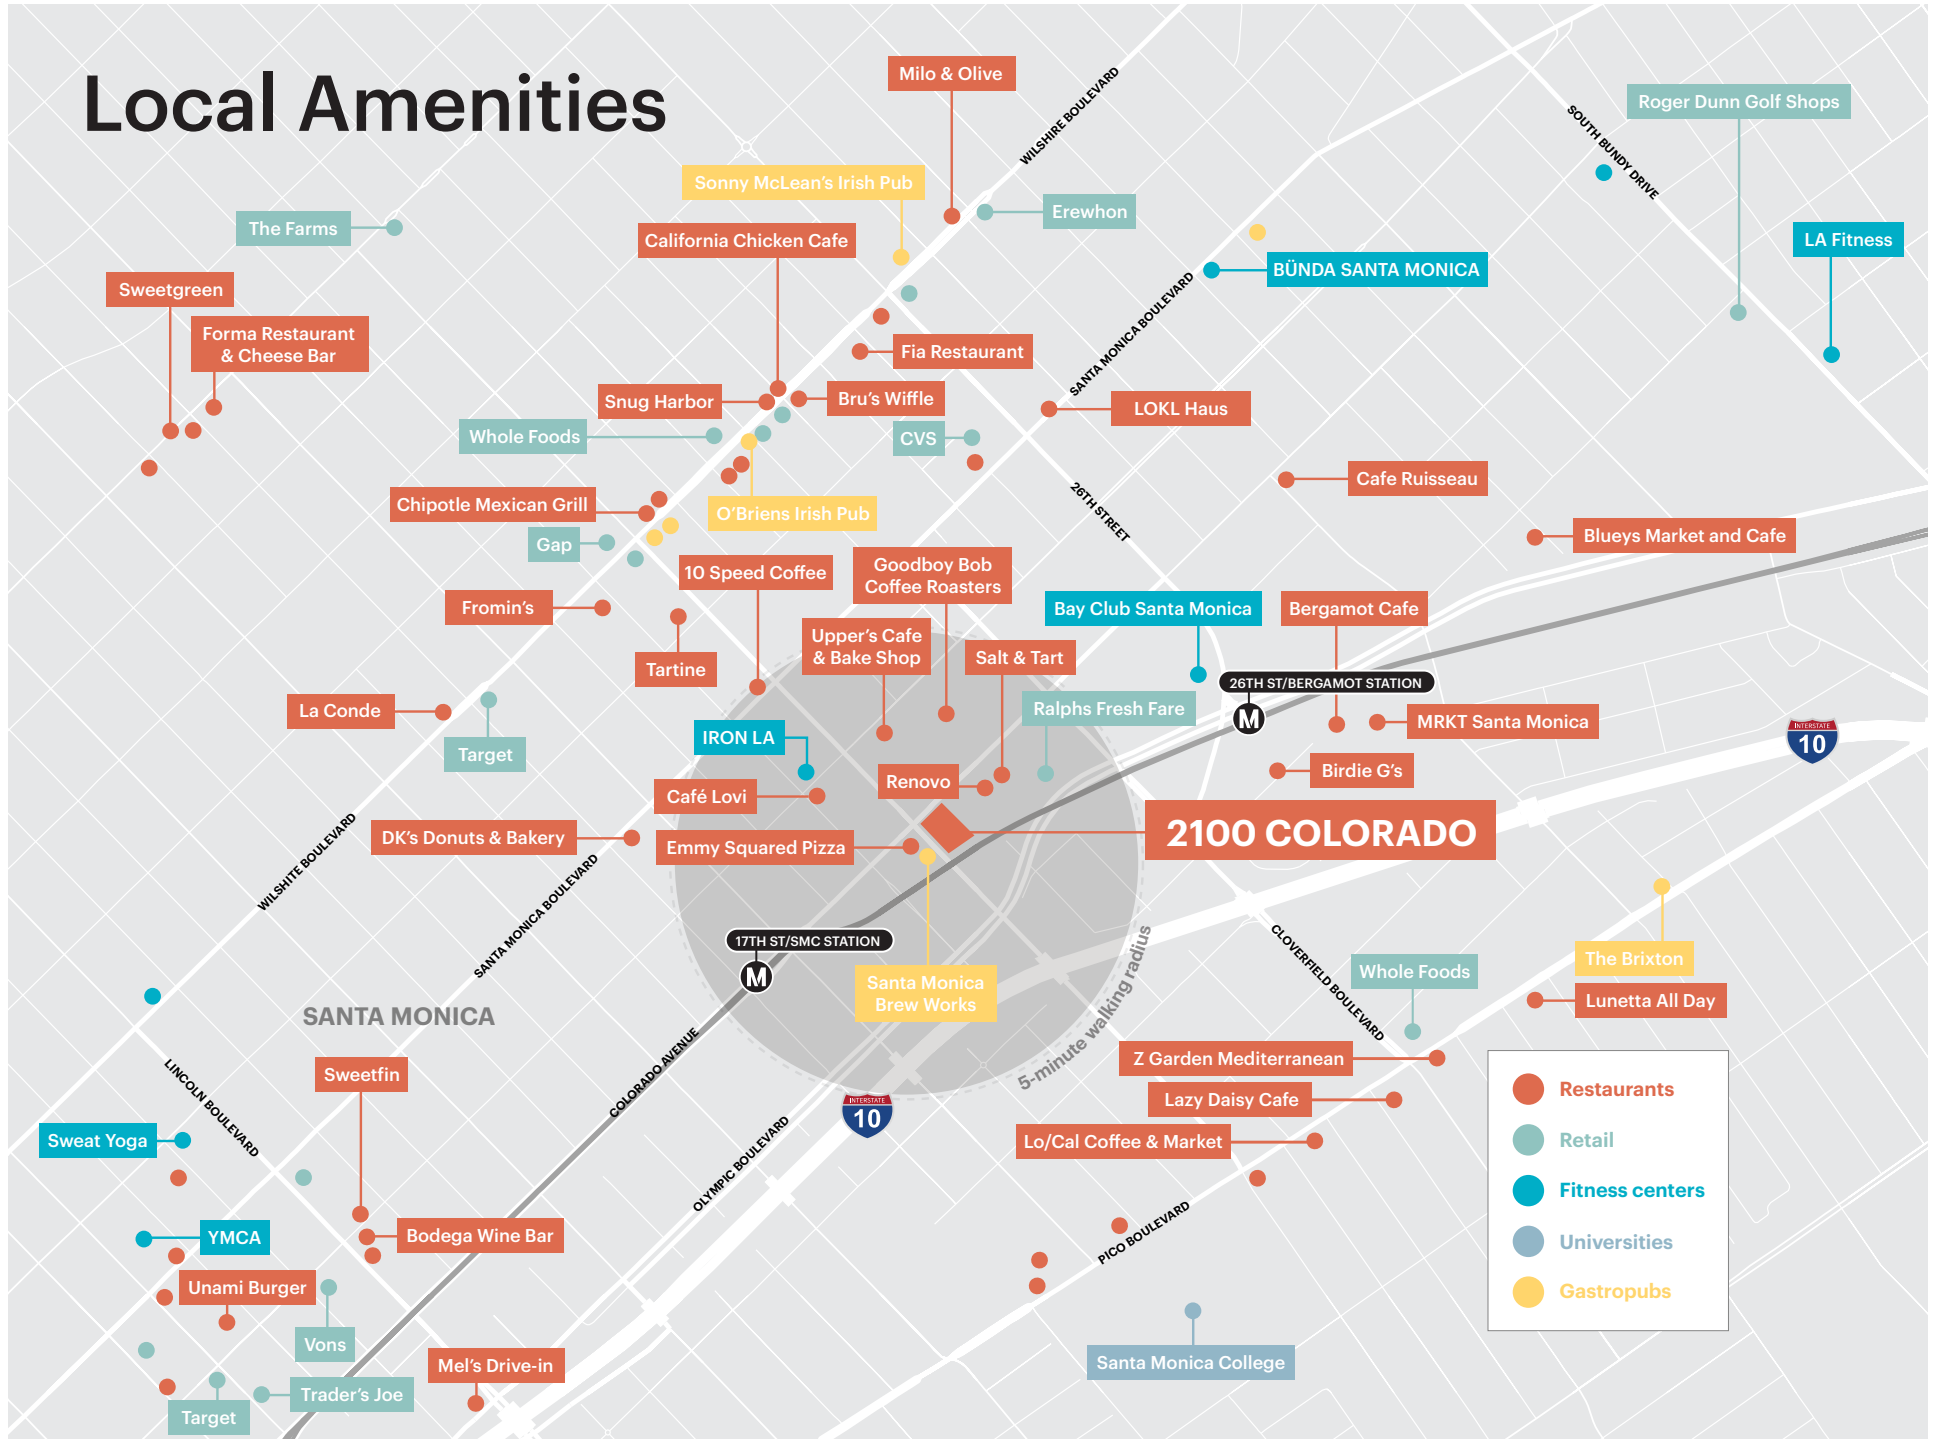 Local Amenities
Milo & Olive
WILSHIRE BOULEVARD
Roger Dunn Golf Shops
SOUTH BUNDY DRIVE
Sonny McLean's Irish Pub
Erewhon
The Farms
California Chicken Cafe
LA Fitness
BÜNDA SANTA MONICA
Sweetgreen
Forma Restaurant
& Cheese Bar
SANTA MONICA BOULEVARD
Fia Restaurant
Snug Harbor
Bru's Wiffle
LOKL Haus
Whole Foods
CVS
Cafe Ruisseau
Chipotle Mexican Grill
O'Briens Irish Pub
26TH STREET
Blueys Market and Cafe
Gap
10 Speed Coffee
Goodboy Bob
Coffee Roasters
Fromin's
Bay Club Santa Monica
Bergamot Cafe
Upper's Cafe
& Bake Shop
Salt & Tart
Tartine
26TH ST/BERGAMOT STATION
M
La Conde
Ralphs Fresh Fare
MRKT Santa Monica
IRON LA
Target
INTERSTATE
10
Birdie G's
Renovo
Café Lovi
2100 COLORADO
DK's Donuts & Bakery
Emmy Squared Pizza
WILSHITE BOULEVARD
SANTA MONICA BOULEVARD
17TH ST/SMC STATION
M
CLOVERFIELD BOULEVARD
The Brixton
Whole Foods
Santa Monica
Brew Works
5-minute walking radius
Lunetta All Day
SANTA MONICA
COLORADO AVENUE
Z Garden Mediterranean
LINCOLN BOULEVARD
Sweetfin
Lazy Daisy Cafe
INTERSTATE
10
Sweat Yoga
Lo/Cal Coffee & Market
OLYMPIC BOULEVARD
PICO BOULEVARD
YMCA
Bodega Wine Bar
Unami Burger
Vons
Mel's Drive-in
Santa Monica College
Trader's Joe
Target
Restaurants
Retail
Fitness centers
Universities
Gastropubs